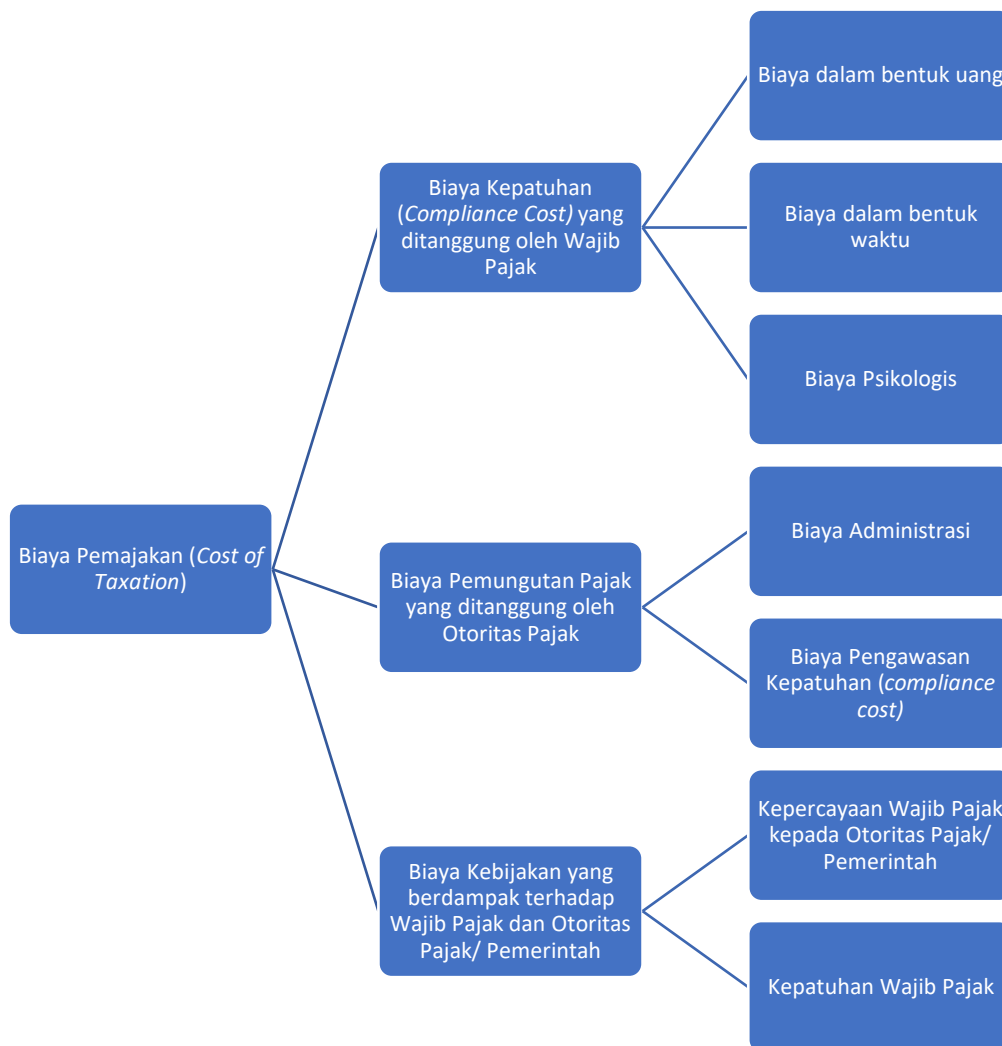 Biaya Pemajakan (Cost of
Taxation)
Biaya Kepatuhan
(Compliance Cost) yang
ditanggung oleh Wajib
Pajak
Biaya dalam bentuk uang
Biaya dalam bentuk
waktu
Biaya Psikologis
Biaya Pemungutan Pajak
yang ditanggung oleh
Otoritas Pajak
Biaya Administrasi
Biaya Pengawasan
Kepatuhan (compliance
cost)
Biaya Kebijakan yang
berdampak terhadap
Wajib Pajak dan Otoritas
Pajak/ Pemerintah
Kepercayaan Wajib Pajak
kepada Otoritas Pajak/
Pemerintah
Kepatuhan Wajib Pajak